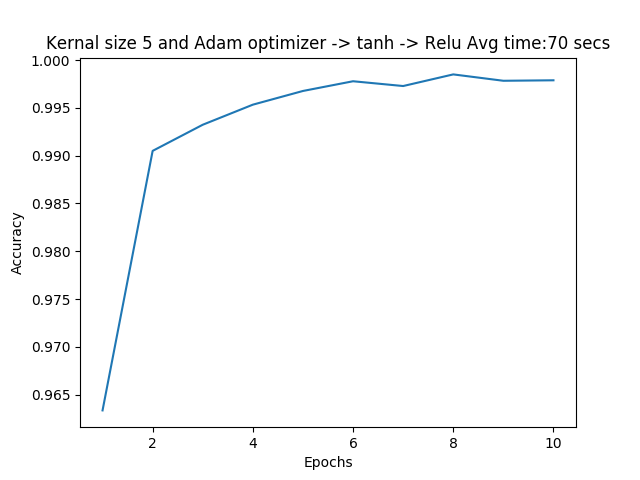 Kernal size 5 and Adam optimizer -> tanh -> Relu Avg time:70 secs
1.000
0.995
0.990
0.985
0.980
0.975
0.970
0.965
Accuracy
2 4 6 8 10
Epochs